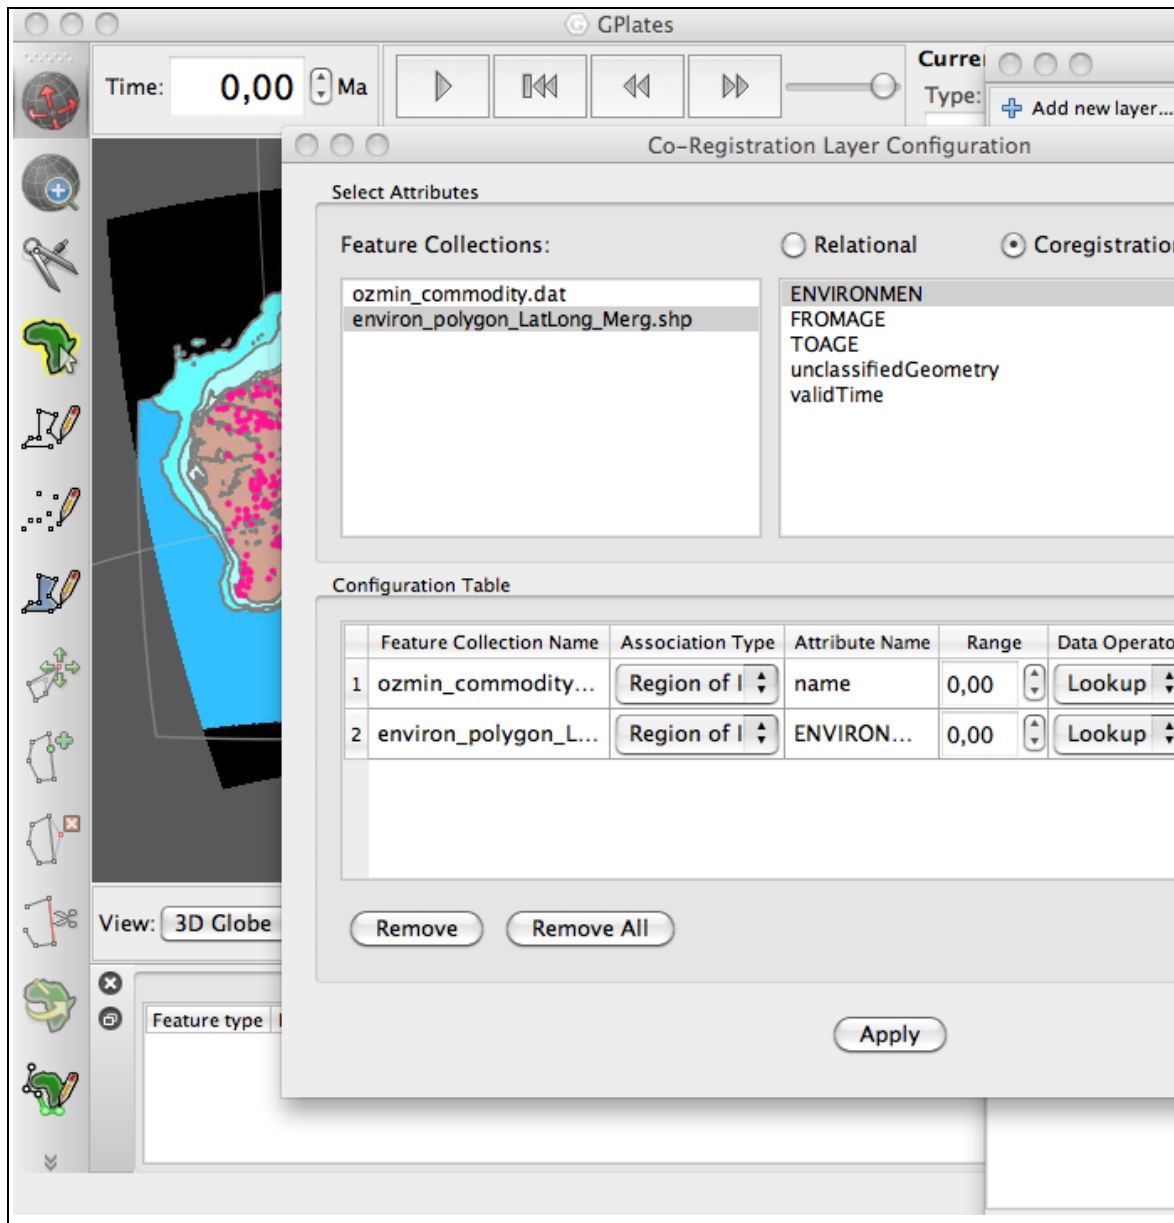 GPlates
Time: 0,00 Ma
Type:
Add new layer...
Co-Registration Layer Configuration
Select Attributes
Feature Collections:
Relational
ozmin_commodity.dat
environ_polygon_LatLong_Merg.shp
ENVIRONMEN
FROMAGE
TOAGE
unclassifiedGeometry
validTime
Configuration Table
Feature Collection Name Association Type Attribute Name Range Data
1 ozmin_commodity... Region of name 0,00 Lookup
2 environ_polygon_L... Region of ENVIRON... 0,00 Lookup
Remove
Remove All
View: 3D Globe
Feature type
Apply